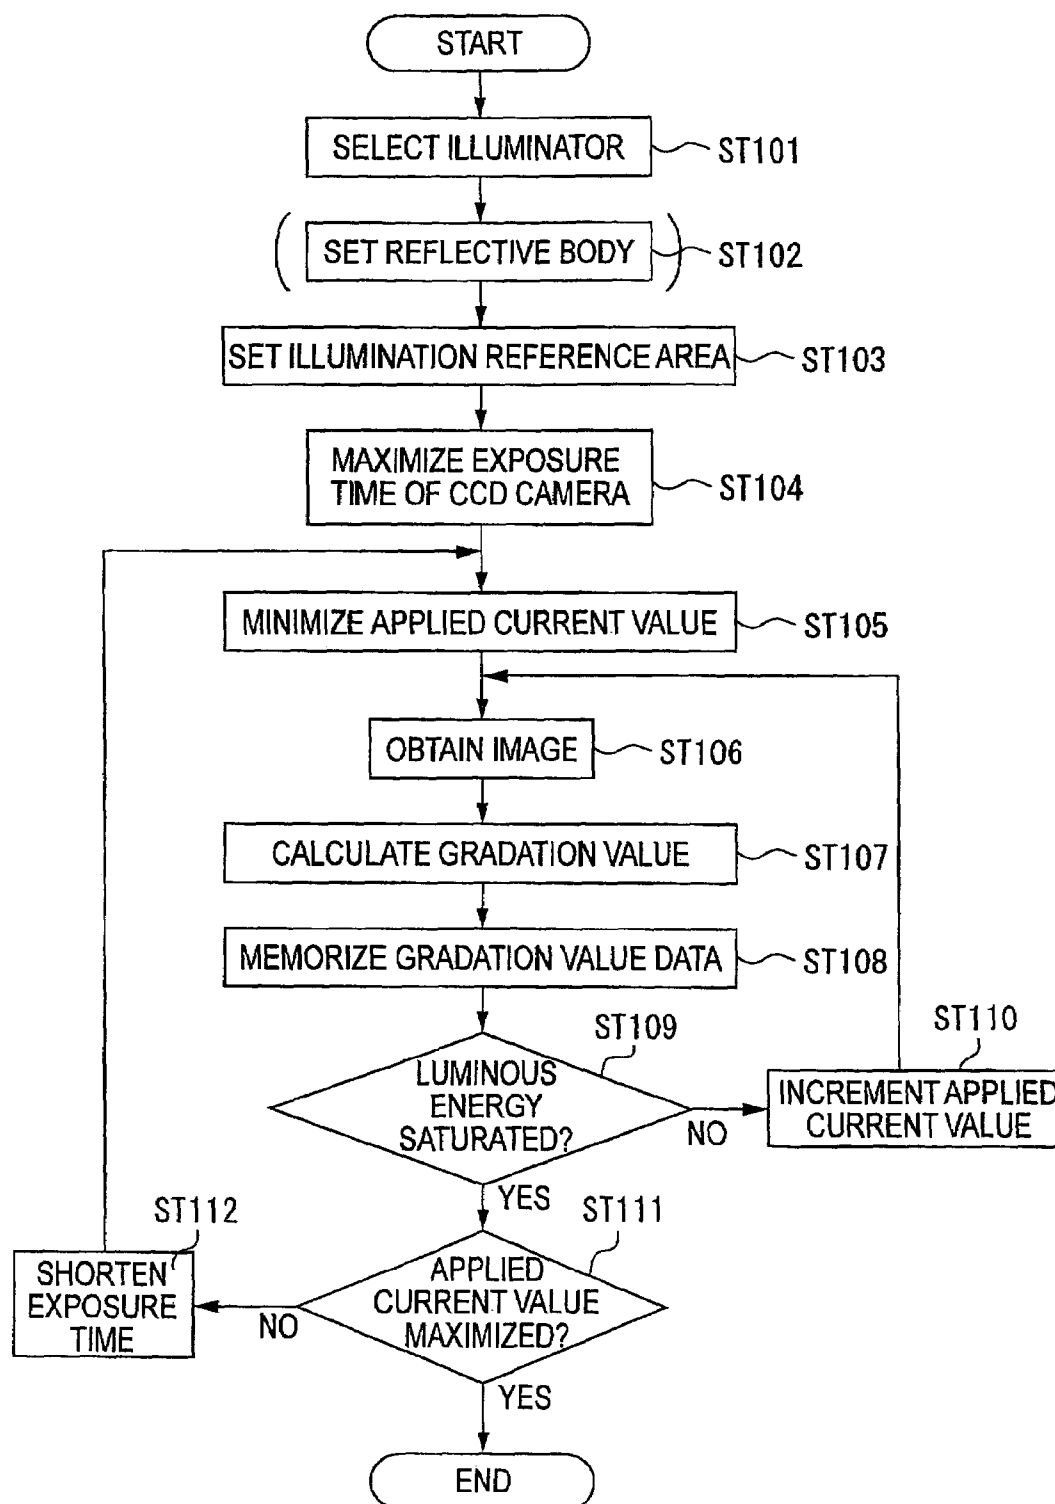 START
SELECT ILLUMINATOR
ST101
( SET REFLECTIVE BODY )
ST102
SET ILLUMINATION REFERENCE AREA
ST103
MAXIMIZE EXPOSURE
TIME OF CCD CAMERA
ST104
MINIMIZE APPLIED CURRENT VALUE
ST105
OBTAIN IMAGE
ST106
CALCULATE GRADATION VALUE
ST107
MEMORIZE GRADATION VALUE DATA
ST108
ST109
LUMINOUS
ENERGY
SATURATED?
NO
ST110
INCREMENT APPLIED
CURRENT VALUE
YES
ST111
APPLIED
CURRENT VALUE
MAXIMIZED?
NO
ST112
SHORTEN
EXPOSURE
TIME
YES
END